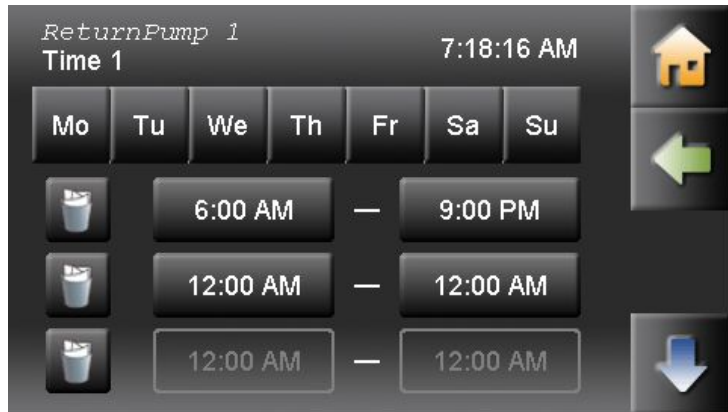 ReturnPump 1
Time 1
7:18:16 AM
Mo Tu We Th Fr Sa Su
6:00 AM — 9:00 PM
12:00 AM — 12:00 AM
12:00 AM — 12:00 AM